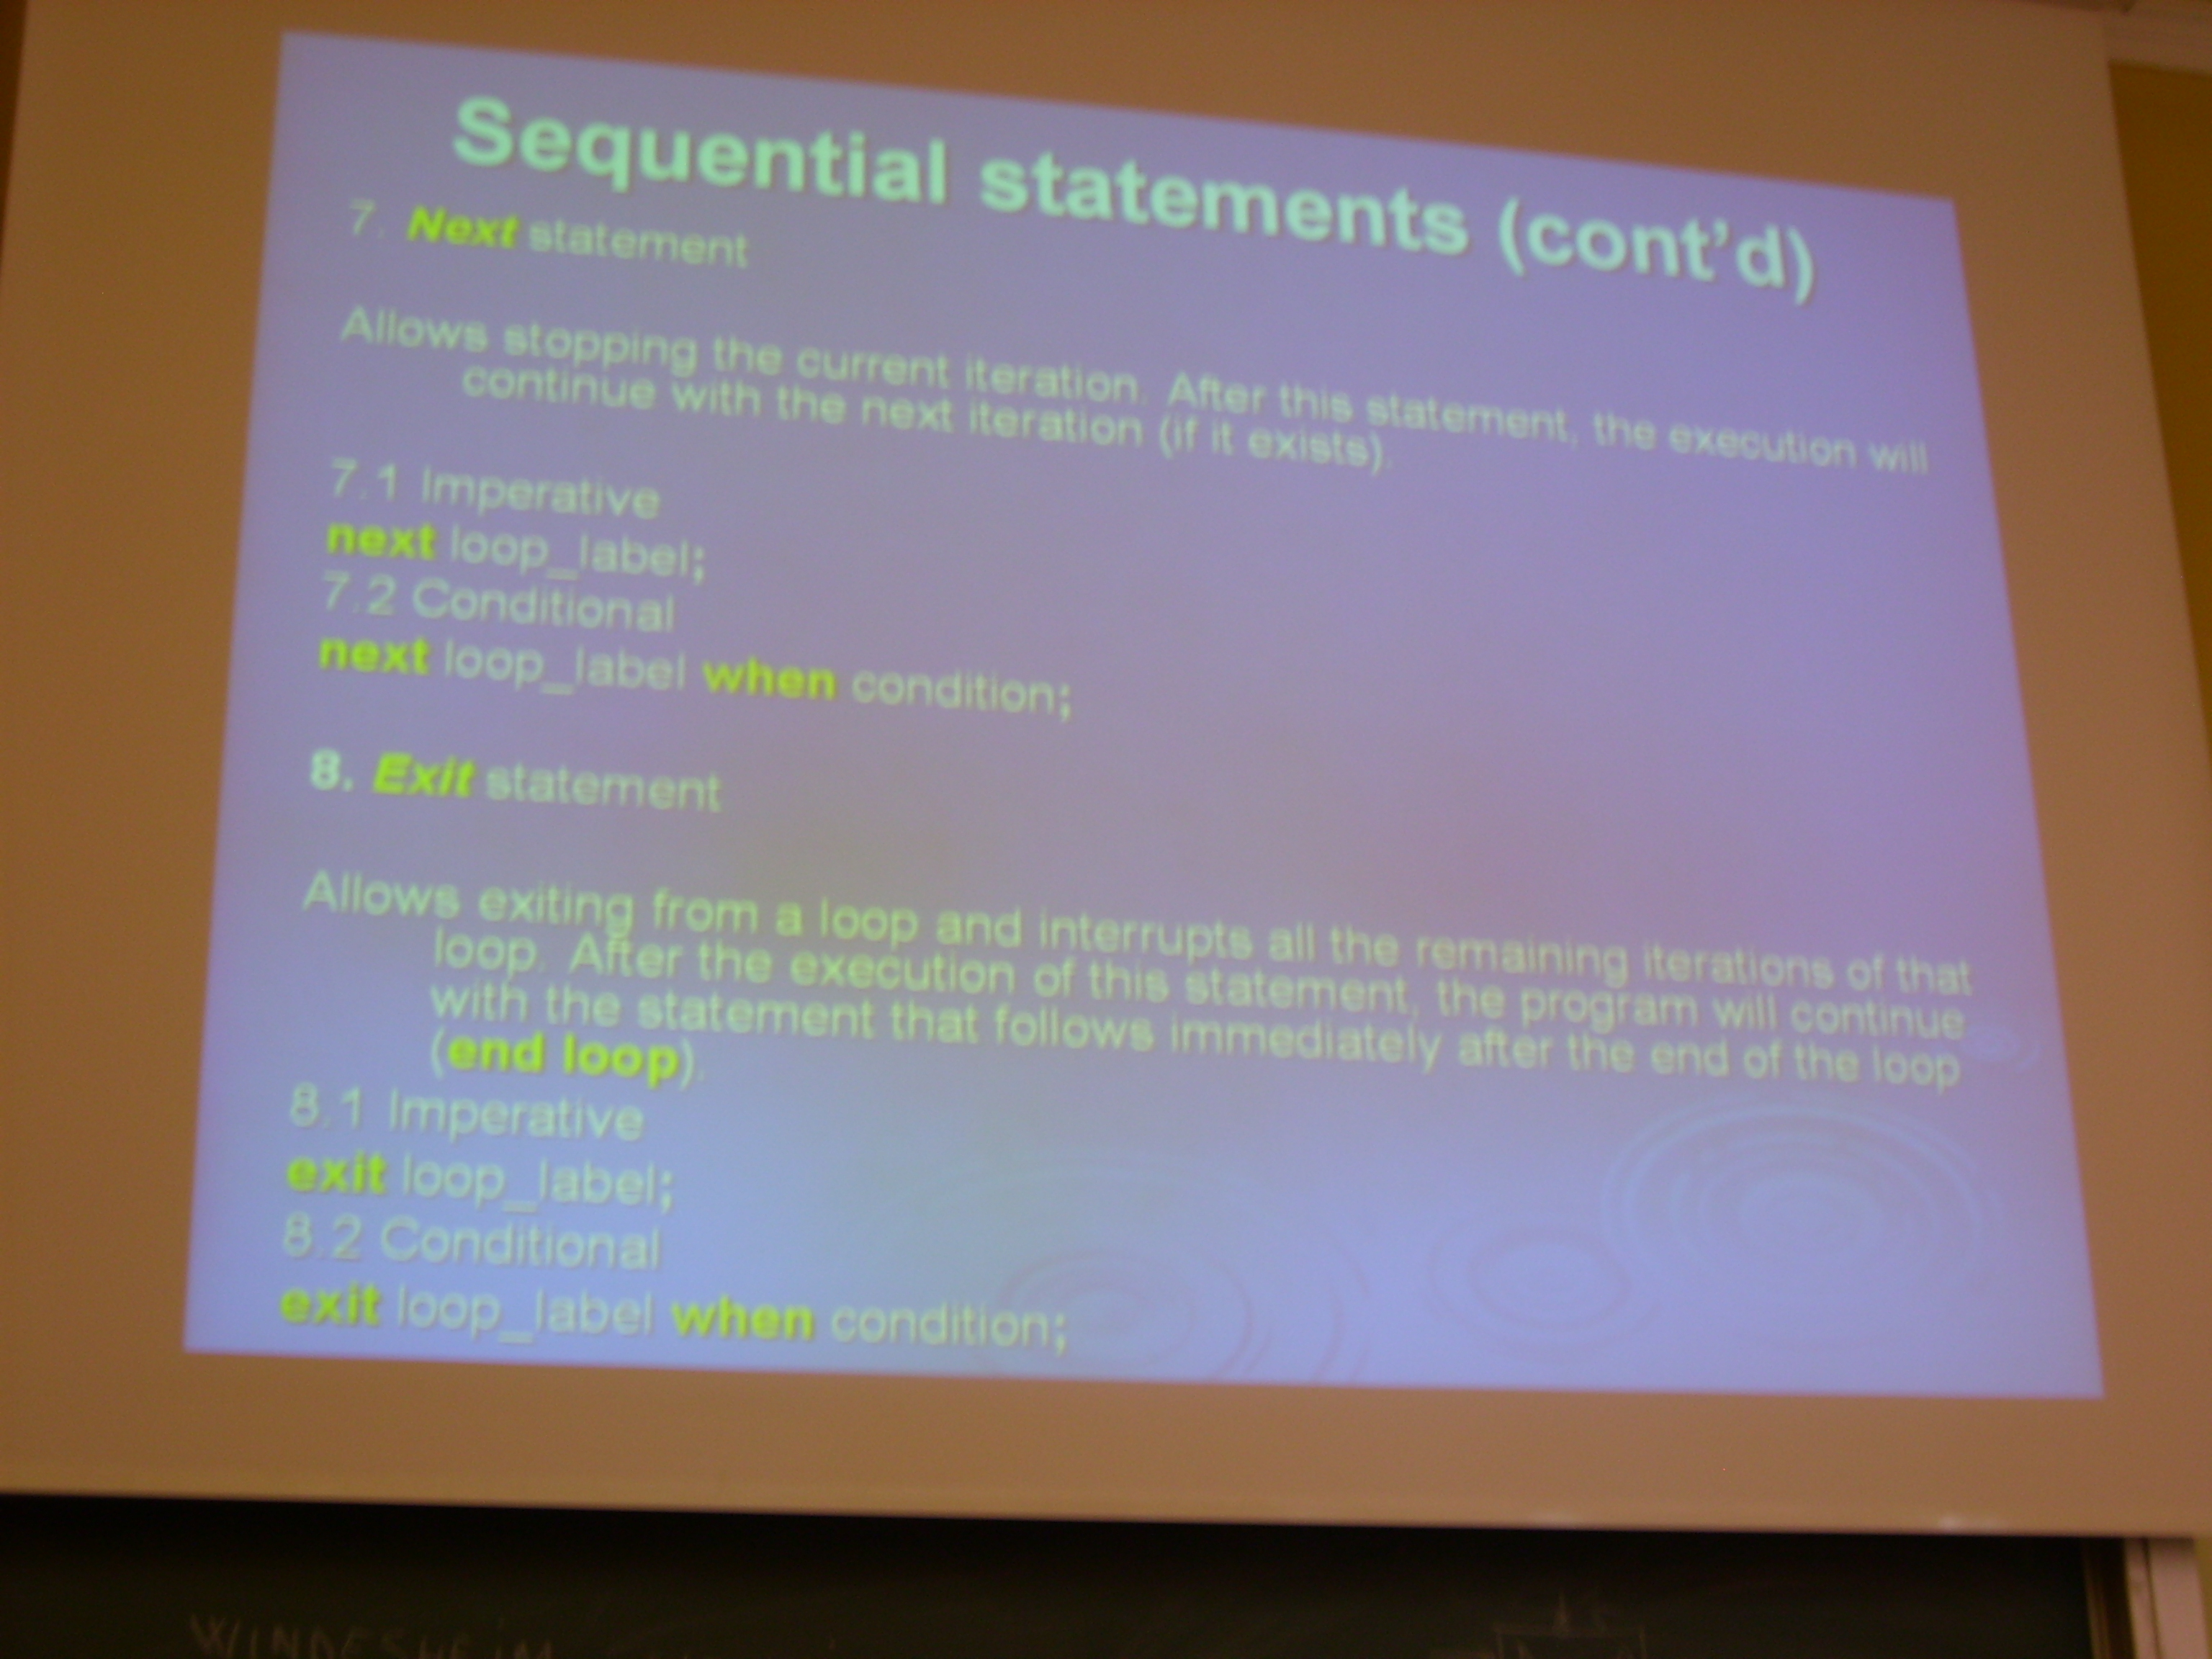 Sequential statements (cont'd)
7. Next statement
Allows stopping the current iteration. After this statement, the execution will
continue with the next iteration (if it exists).
7.1 Imperative
next loop_label;
7.2 Conditional
next loop_label when condition;
8. Exit statement
Allows exiting from a loop and interrupts all the remaining iterations of that
loop. After the execution of this statement, the program will continue
with the statement that follows immediately after the end of the loop
(end loop).
8.1 Imperative
exit loop_label;
8.2 Conditional
exit loop_label when condition;
WINDESHEIM